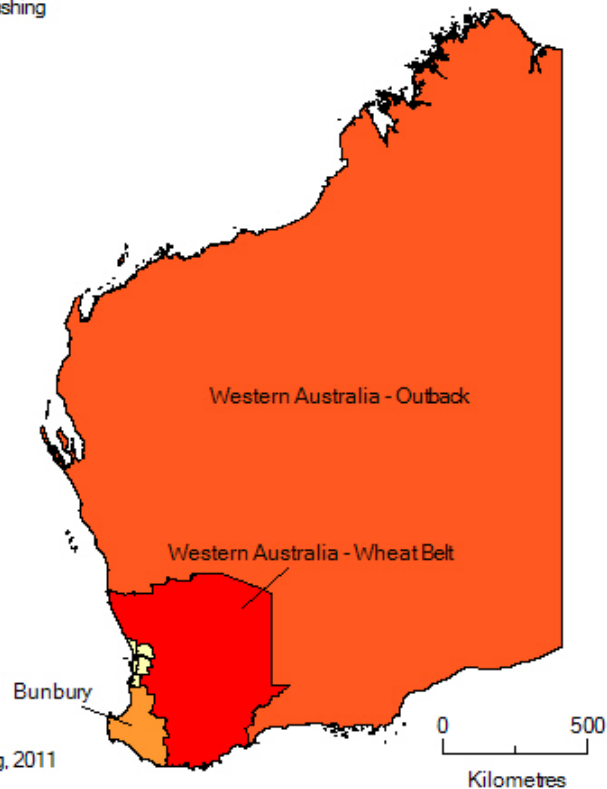 shing
Western Australia - Outback
Western Australia - Wheat Belt
Bunbury
0 500
g, 2011
Kilometres